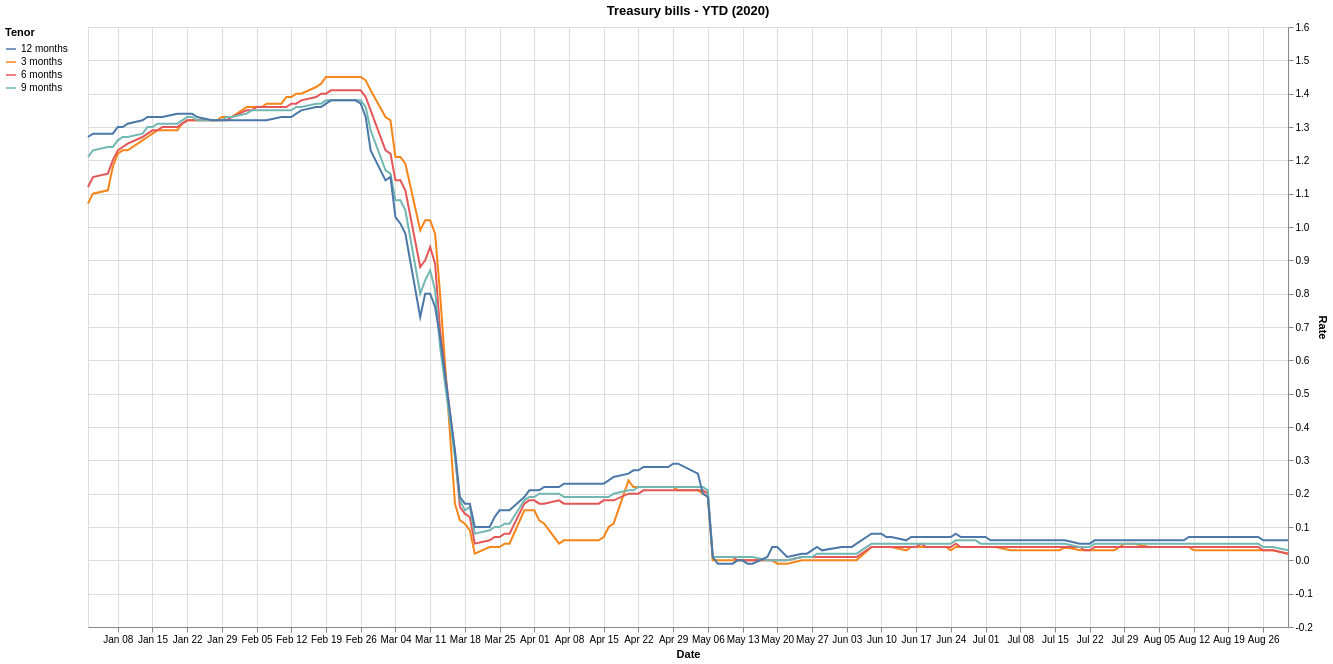 Treasury bills - YTD (2020)
Tenor
12 months
3 months
6 months
9 months
1.6
1.5
1.4
1.3
1.2
1.1
1.0
0.9
0.8
0.7
0.6
0.5
0.4
0.3
0.2
0.1
0.0
-0.1
-0.2
Rate
Jan 08 Jan 15 Jan 22 Jan 29 Feb 05 Feb 12 Feb 19 Feb 26 Mar 04 Mar 11 Mar 18 Mar 25 Apr 01 Apr 08 Apr 15 Apr 22 Apr 29 May 06 May 13 May 20 May 27 Jun 03 Jun 10 Jun 17 Jun 24 Jul 01 Jul 08 Jul 15 Jul 22 Jul 29 Aug 05 Aug 12 Aug 19 Aug 26
Date